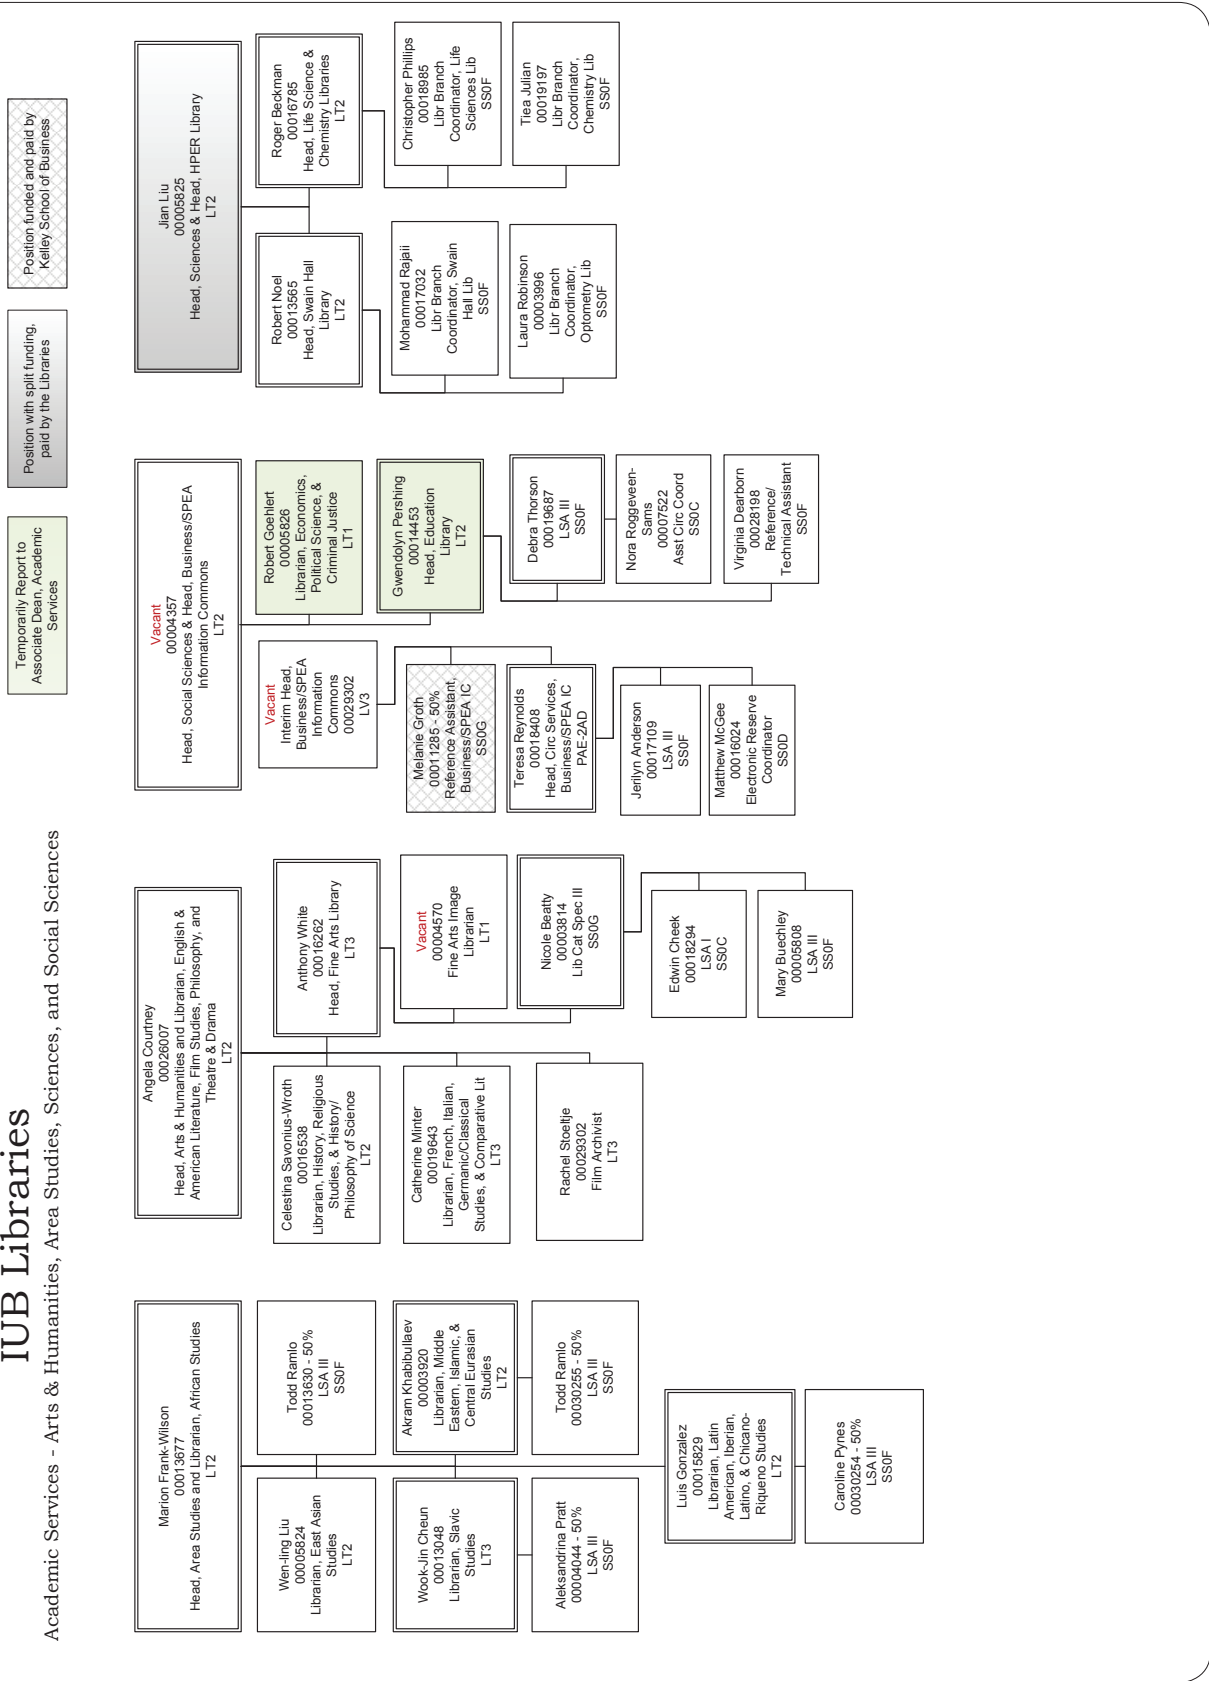 IUB Libraries
Academic Services - Arts & Humanities, Area Studies, Sciences, and Social Sciences
Temporarily Report to
Associate Dean, Academic
Services
Position with split funding,
paid by the Libraries
Position funded and paid by
Kelley School of Business
Marion Frank-Wilson
00013677
Head, Area Studies and Librarian, African Studies
LT2
Wen-ling Liu
00005824
Librarian, East Asian
Studies
LT2
Todd Ramlo
00013630 - 50%
LSA III
SS0F
Wook-Jin Cheun
00013048
Librarian, Slavic
Studies
LT3
Akram Khabibullaev
00003920
Librarian, Middle
Eastern, Islamic, &
Central Eurasian
Studies
LT2
Aleksandrina Pratt
00004044 - 50%
LSA III
SS0F
Todd Ramlo
00030255 - 50%
LSA III
SS0F
Luis Gonzalez
00015829
Librarian, Latin
American, Iberian,
Latino, & Chicano-
Riqueno Studies
LT2
Caroline Pynes
00030254 - 50%
LSA III
SS0F
Angela Courtney
00026007
Head, Arts & Humanities and Librarian, English &
American Literature, Film Studies, Philosophy, and
Theatre & Drama
LT2
Celestina Savonius-Wroth
00016538
Librarian, History, Religious
Studies, & History/
Philosophy of Science
LT2
Anthony White
00016262
Head, Fine Arts Library
LT3
Catherine Minter
00019643
Librarian, French, Italian,
Germanic/Classical
Studies, & Comparative Lit
LT3
Vacant
00004570
Fine Arts Image
Librarian
LT1
Rachel Stoeltje
00029302
Film Archivist
LT3
Nicole Beatty
00003814
Lib Cat Spec III
SS0G
Edwin Cheek
00018294
LSA I
SS0C
Mary Buechley
00005808
LSA III
SS0F
Vacant
00004357
Head, Social Sciences & Head, Business/SPEA
Information Commons
LT2
Vacant
Interim Head,
Business/SPEA
Information
Commons
00029302
LV3
Robert Goehlert
00005826
Librarian, Economics,
Political Science, &
Criminal Justice
LT1
Melanie Groth
00011285 - 50%
Reference Assistant,
Business/SPEA IC
SS0G
Gwendolyn Pershing
00014453
Head, Education
Library
LT2
Teresa Reynolds
00018408
Head, Circ Services,
Business/SPEA IC
PAE-2AD
Debra Thorson
00019687
LSA III
SS0F
Jerilyn Anderson
00017109
LSA III
SS0F
Nora Roggeveen-
Sams
00007522
Asst Circ Coord
SS0C
Matthew McGee
00016024
Electronic Reserve
Coordinator
SS0D
Virginia Dearborn
00028198
Reference/
Technical Assistant
SS0F
Jian Liu
00005825
Head, Sciences & Head, HPER Library
LT2
Robert Noel
00013565
Head, Swain Hall
Library
LT2
Roger Beckman
00016785
Head, Life Science &
Chemistry Libraries
LT2
Mohammad Rajaii
00017032
Libr Branch
Coordinator, Swain
Hall Lib
SS0F
Christopher Phillips
00018985
Libr Branch
Coordinator, Life
Sciences Lib
SS0F
Laura Robinson
00003996
Libr Branch
Coordinator,
Optometry Lib
SS0F
Tiea Julian
00019197
Libr Branch
Coordinator,
Chemistry Lib
SS0F